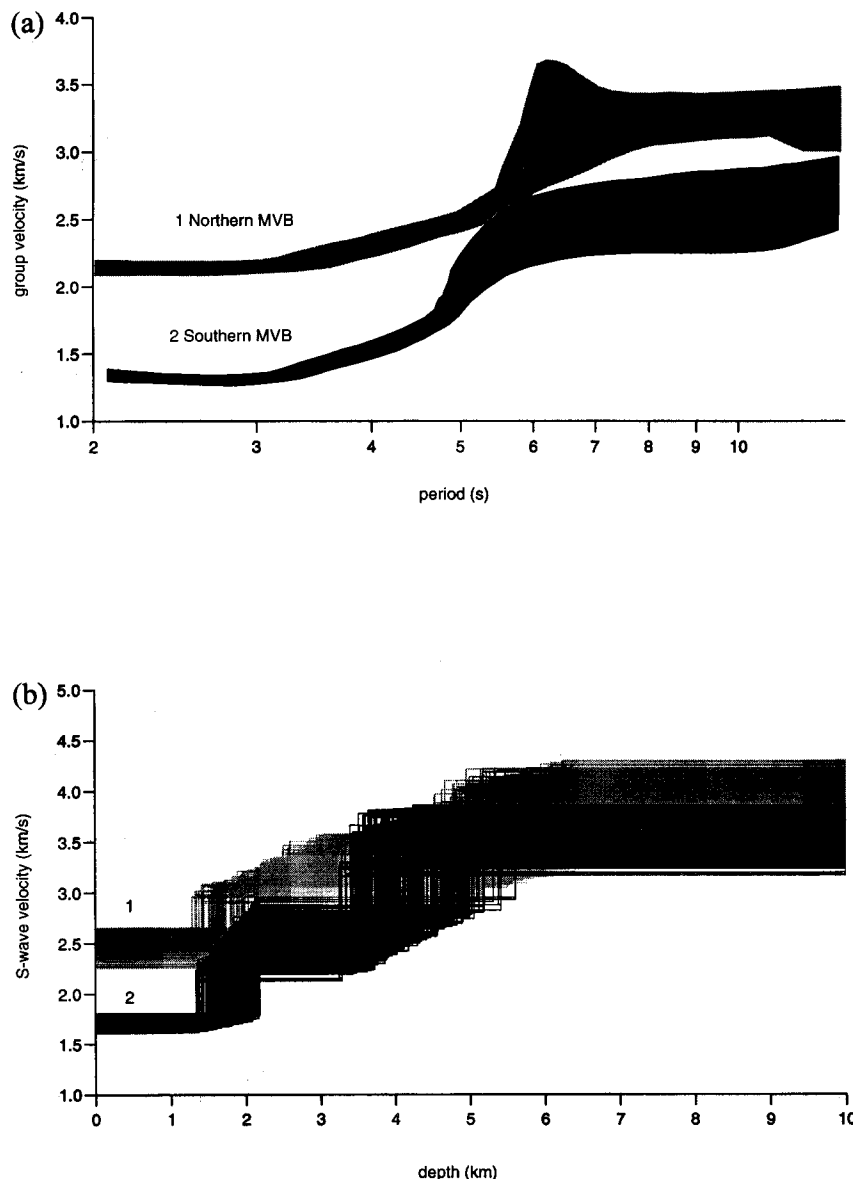 (a)
4.0
3.5
3.0
2.5
2.0
1.5
1.0
group velocity (km/s)
1 Northern MVB
2 Southern MVB
2 3 4 5 6 7 8 9 10
period (s)
(b)
5.0
4.5
4.0
3.5
3.0
2.5
2.0
1.5
1.0
S-wave velocity (km/s)
1
2
0 1 2 3 4 5 6 7 8 9 10
depth (km)